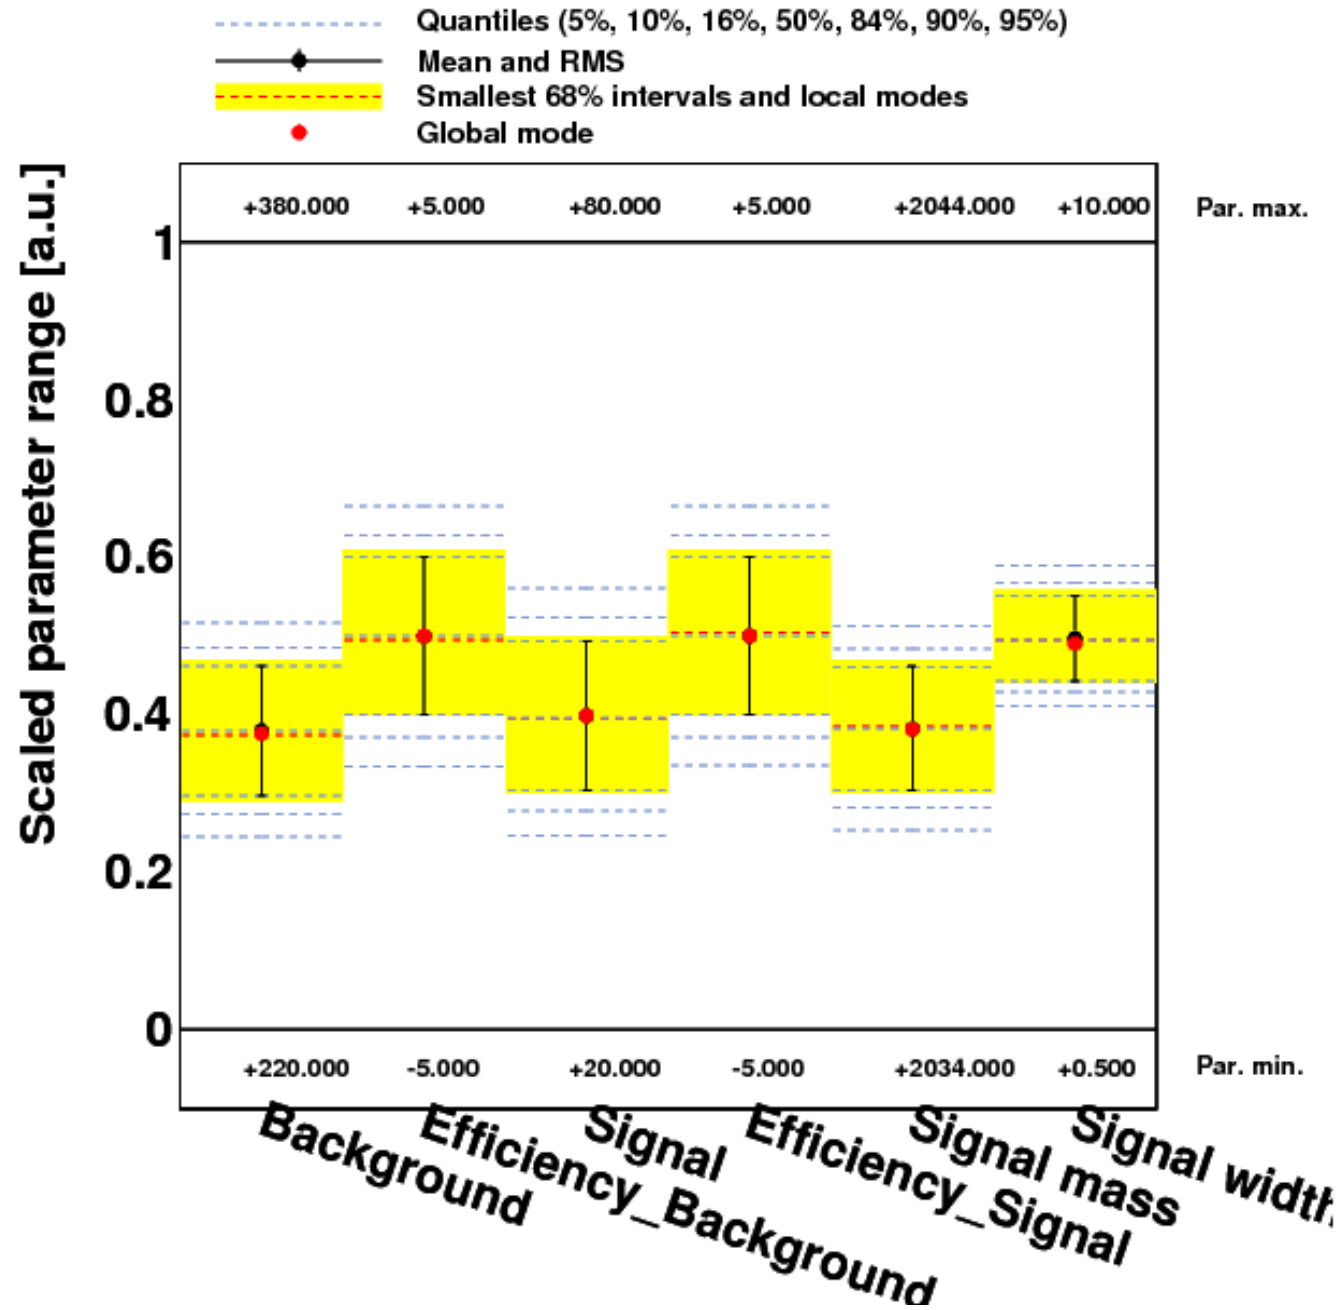 Quantiles (5%, 10%, 16%, 50%, 84%, 90%, 95%)
Mean and RMS
Smallest 68% intervals and local modes
Global mode
+380.000 +5.000 +80.000 +5.000 +2044.000 +10.000 Par. max.
Scaled parameter range [a.u.]
1
0.8
0.6
0.4
0.2
0
+220.000 -5.000 +20.000 -5.000 +2034.000 +0.500 Par. min.
Background
Efficiency_Background
Signal
Efficiency_Signal
Signal mass
Signal width